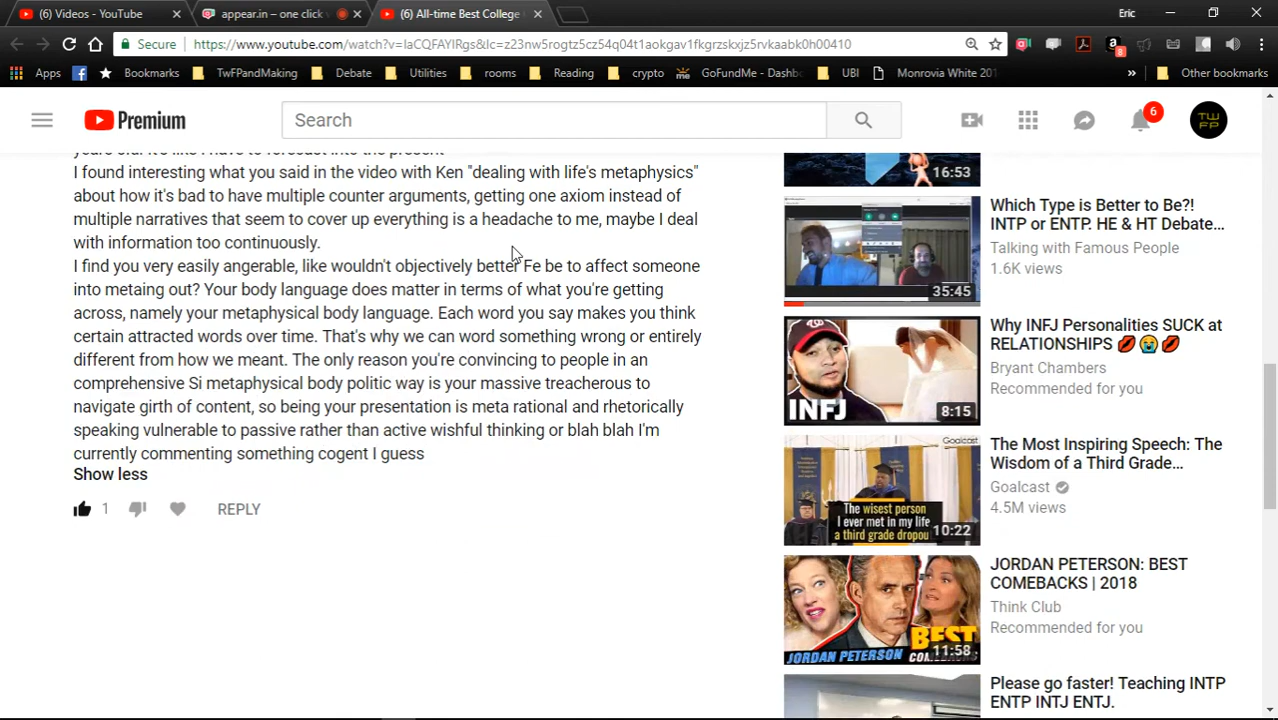 (6) Videos - YouTube
appear.in – one click v
(6) All-time Best College
Eric
Secure
https://www.youtube.com/watch?v=laCQFAYlRgs&lc=z23nw5rogtz5cz54q04t1aokgav1fkgrzskxjz5rvkaabk0h00410
8
Apps
Bookmarks
TwFPandMaking
Debate
Utilities
rooms
Reading
crypto
GoFundMe - Dashbo
UBI
Monrovia White 201
»
Other bookmarks
Premium
Search
6
TWFP
I found interesting what you said in the video with Ken "dealing with life's metaphysics"
about how it's bad to have multiple counter arguments, getting one axiom instead of
multiple narratives that seem to cover up everything is a headache to me, maybe I deal
with information too continuously.
I find you very easily angerable, like wouldn't objectively better Fe be to affect someone
into metaing out? Your body language does matter in terms of what you're getting
across, namely your metaphysical body language. Each word you say makes you think
certain attracted words over time. That's why we can word something wrong or entirely
different from how we meant. The only reason you're convincing to people in an
comprehensive Si metaphysical body politic way is your massive treacherous to
navigate girth of content, so being your presentation is meta rational and rhetorically
speaking vulnerable to passive rather than active wishful thinking or blah blah I'm
currently commenting something cogent I guess
Show less
1
REPLY
16:53
Which Type is Better to Be?!
INTP or ENTP. HE & HT Debate...
Talking with Famous People
1.6K views
35:45
Why INFJ Personalities SUCK at
RELATIONSHIPS 💋😭💋
Bryant Chambers
Recommended for you
INFJ
8:15
The Most Inspiring Speech: The
Wisdom of a Third Grade...
Goalcast
4.5M views
Goalcast
The wisest person
I ever met in my life
a third grade dropou
10:22
JORDAN PETERSON: BEST
COMEBACKS | 2018
Think Club
Recommended for you
BEST
JORDAN PETERSON
11:58
Please go faster! Teaching INTP
ENTP INTJ ENTJ.